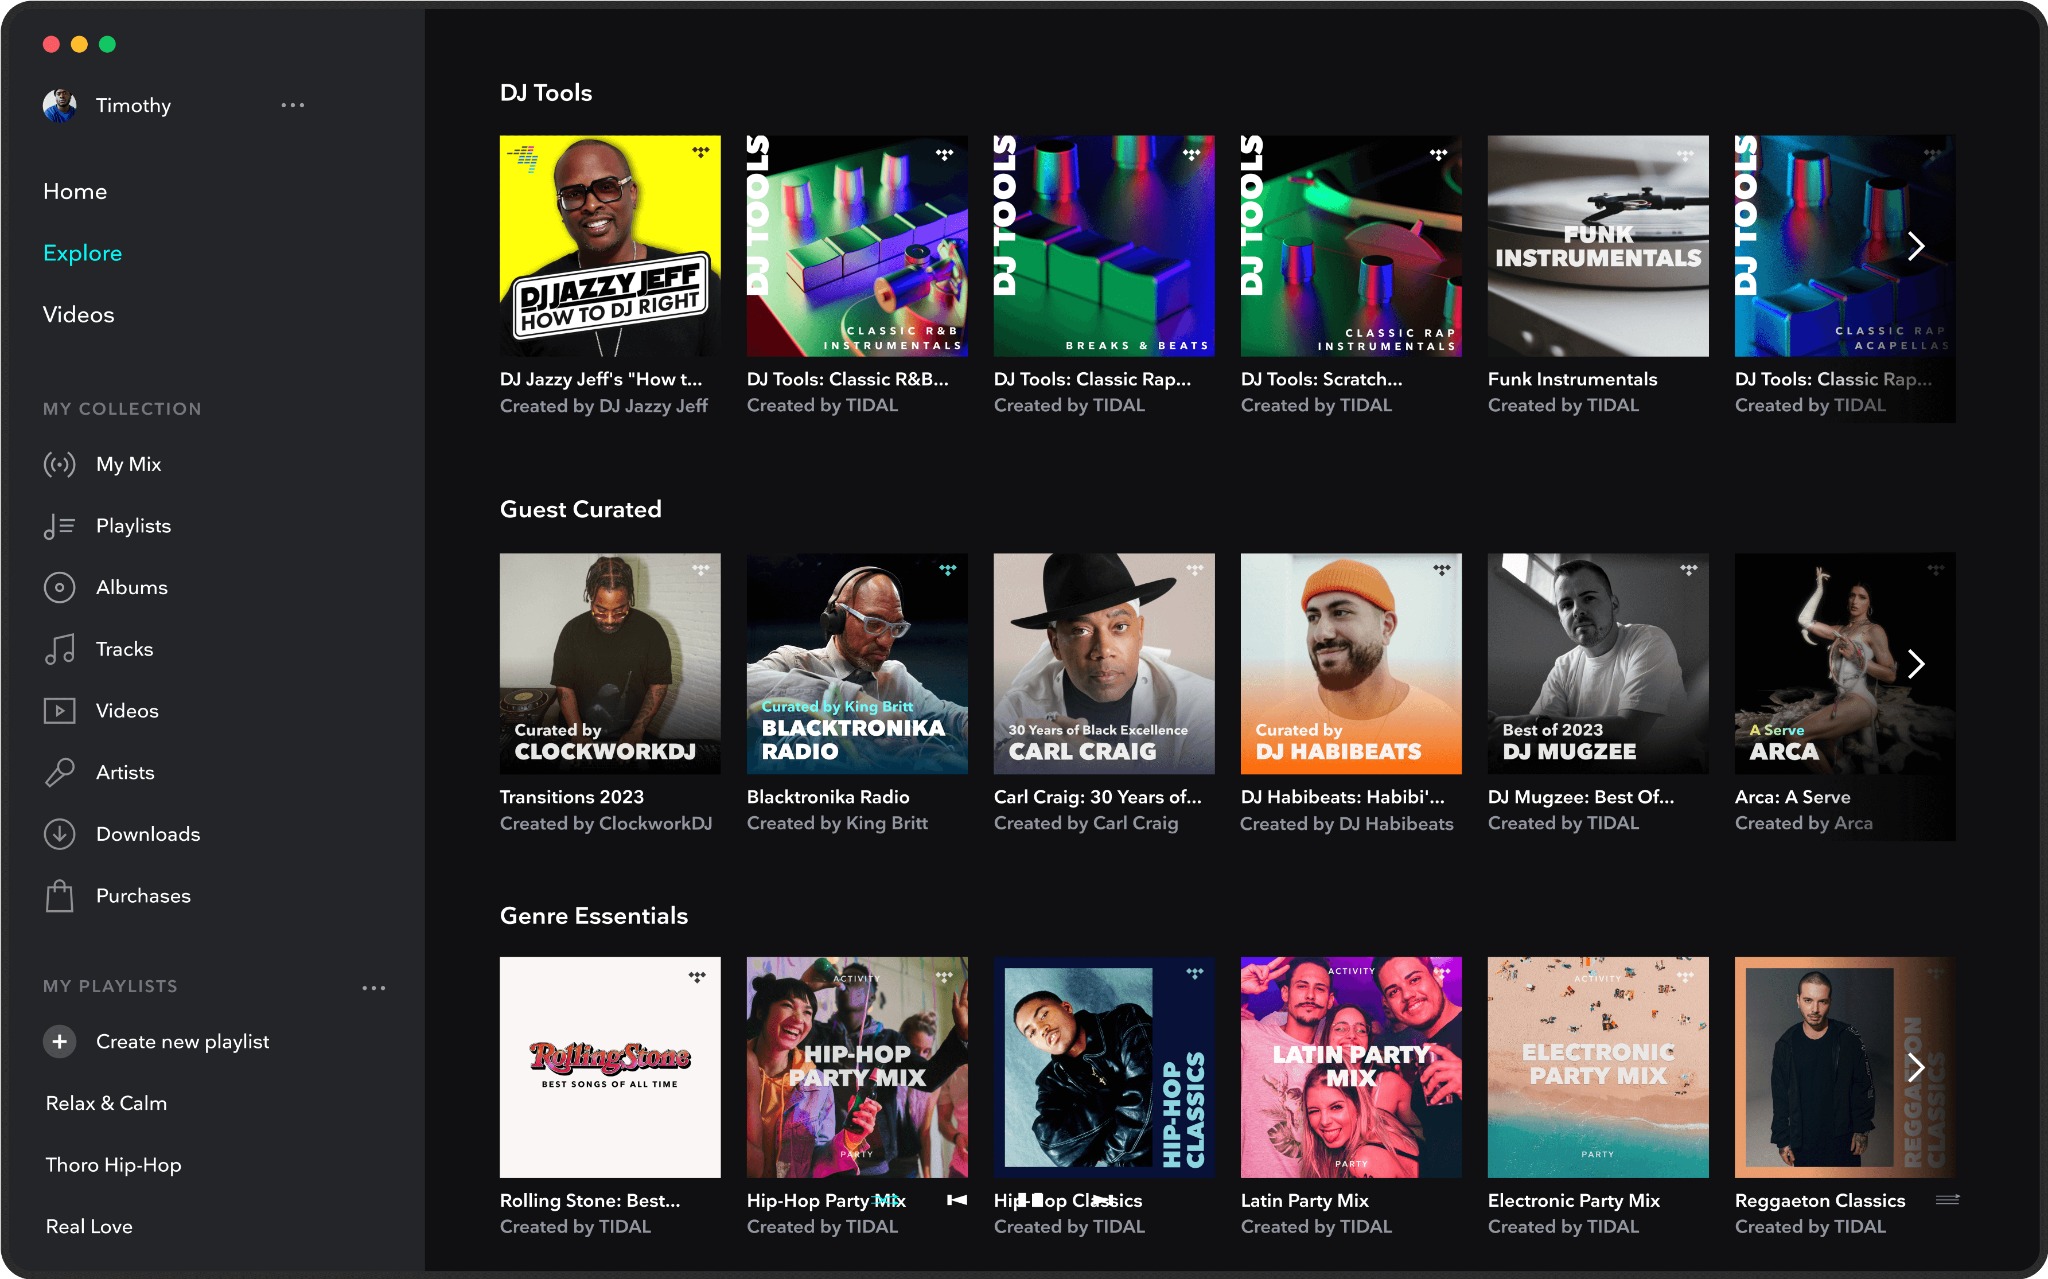 Timothy
Home
Explore
Videos
MY COLLECTION
My Mix
Playlists
Albums
Tracks
Videos
Artists
Downloads
Purchases
MY PLAYLISTS
Create new playlist
Relax & Calm
Thoro Hip-Hop
Real Love
DJ Tools
DJ JAZZY JEFF
HOW TO DJ RIGHT
DJ Jazzy Jeff's "How t...
Created by DJ Jazzy Jeff
DJ TOOLS
CLASSIC R&B
INSTRUMENTALS
DJ Tools: Classic R&B...
Created by TIDAL
DJ TOOLS
BREAKS & BEATS
DJ Tools: Classic Rap...
Created by TIDAL
DJ TOOLS
CLASSIC RAP
INSTRUMENTALS
DJ Tools: Scratch...
Created by TIDAL
FUNK
INSTRUMENTALS
Funk Instrumentals
Created by TIDAL
DJ TOOLS
CLASSIC RAP
ACAPELLAS
DJ Tools: Classic Rap...
Created by TIDAL
Guest Curated
Curated by
CLOCKWORKDJ
Transitions 2023
Created by ClockworkDJ
Curated by King Britt
BLACKTRONIKA
RADIO
Blacktronika Radio
Created by King Britt
30 Years of Black Excellence
CARL CRAIG
Carl Craig: 30 Years of...
Created by Carl Craig
Curated by
DJ HABIBEATS
DJ Habibeats: Habibi'...
Created by DJ Habibeats
Best of 2023
DJ MUGZEE
DJ Mugzee: Best Of...
Created by TIDAL
A Serve
ARCA
Arca: A Serve
Created by Arca
Genre Essentials
RollingStone
BEST SONGS OF ALL TIME
Rolling Stone: Best...
Created by TIDAL
ACTIVITY
HIP-HOP
PARTY MIX
PARTY
Hip-Hop Party Mix
Created by TIDAL
HIP-HOP
CLASSICS
Hip-Hop Classics
Created by TIDAL
ACTIVITY
LATIN PARTY
MIX
PARTY
Latin Party Mix
Created by TIDAL
ACTIVITY
ELECTRONIC
PARTY MIX
PARTY
Electronic Party Mix
Created by TIDAL
REGGAETON
CLASSICS
Reggaeton Classics
Created by TIDAL